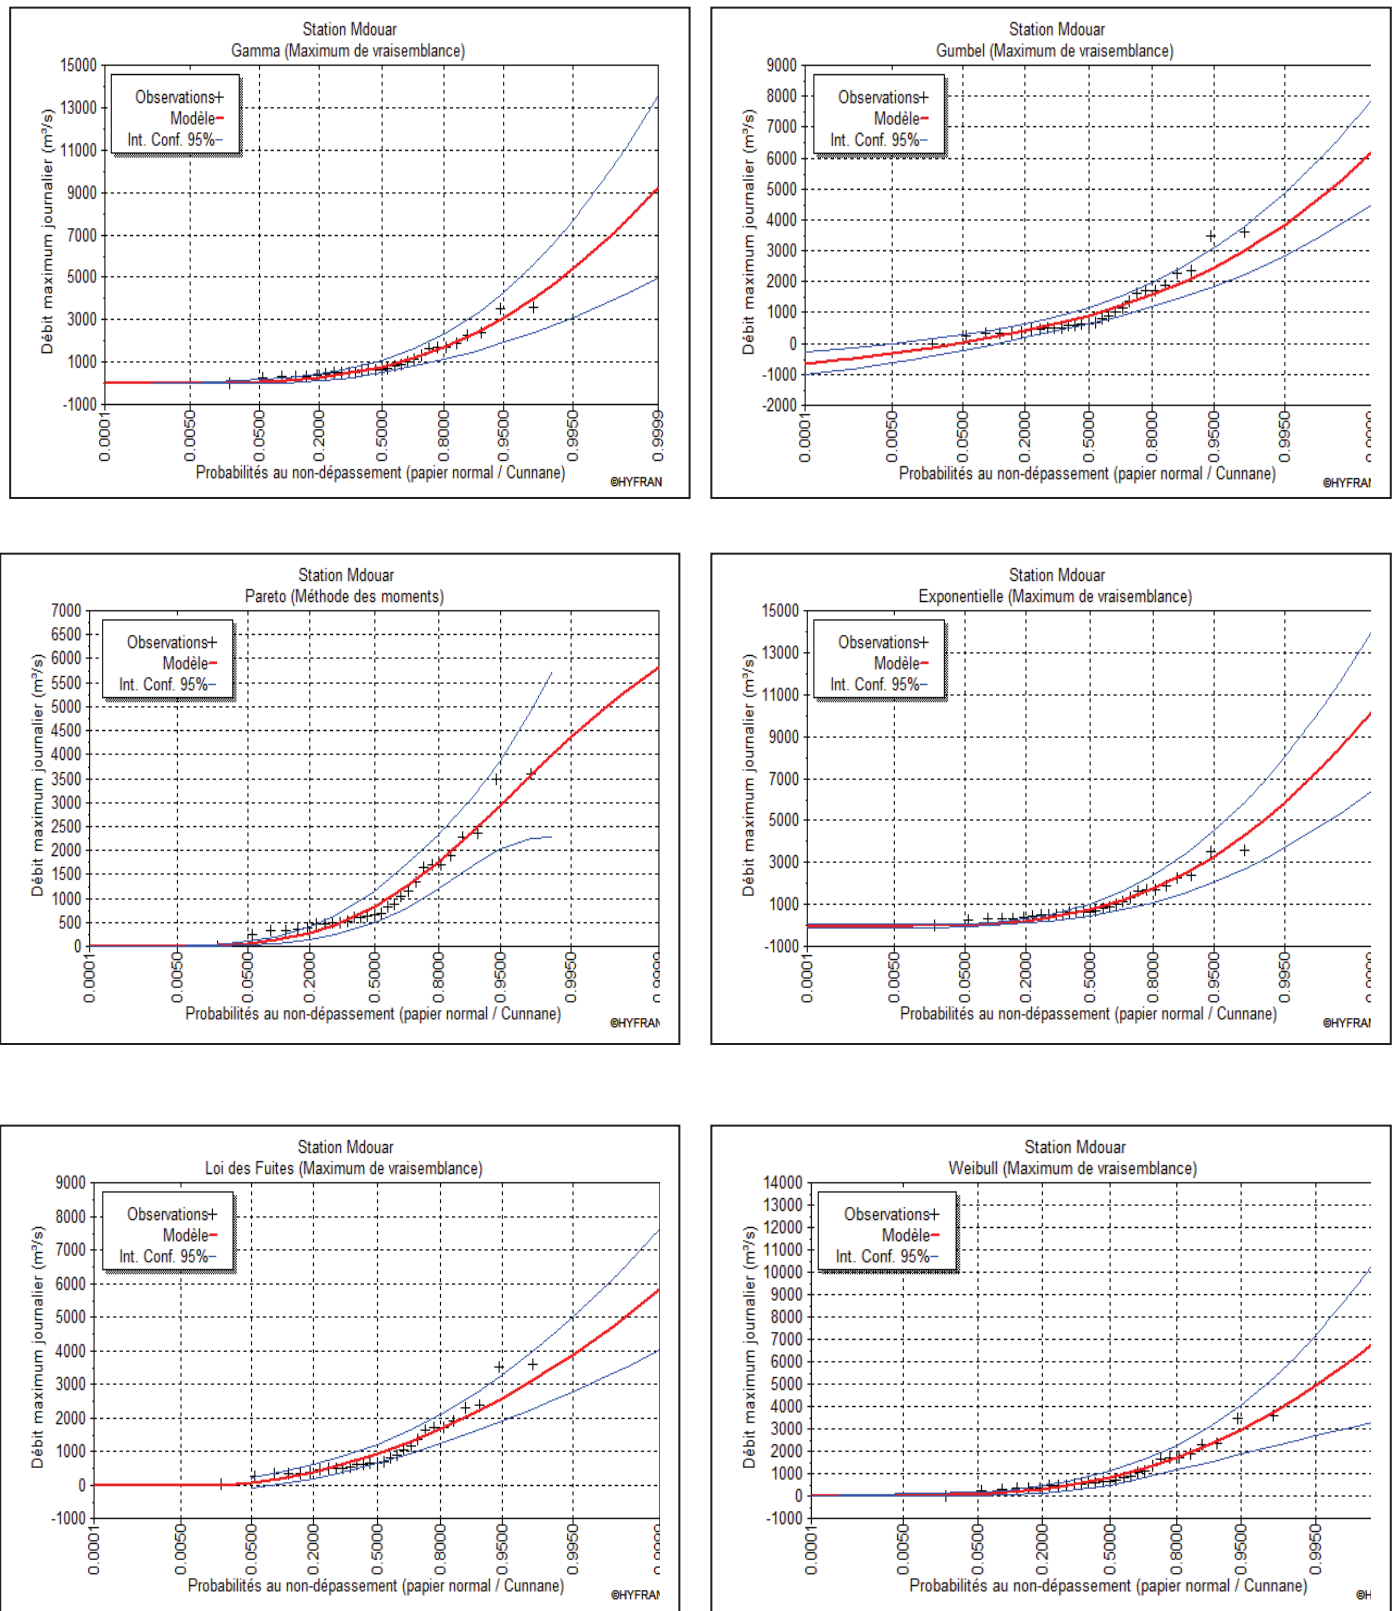 Station Mdouar
Gamma (Maximum de vraisemblance)
15000
13000
11000
9000
7000
5000
3000
1000
-1000
Débit maximum journalier (m³/s)
Observations+
Modèle
Int. Conf. 95%
0.0001
0.0050
0.0500
0.2000
0.5000
0.8000
0.9500
0.9950
0.9999
Probabilités au non-dépassement (papier normal / Cunnane)
©HYFRAN
Station Mdouar
Gumbel (Maximum de vraisemblance)
9000
8000
7000
6000
5000
4000
3000
2000
1000
0
-1000
-2000
Débit maximum journalier (m³/s)
Observations+
Modèle
Int. Conf. 95%
0.0001
0.0050
0.0500
0.2000
0.5000
0.8000
0.9500
0.9950
Probabilités au non-dépassement (papier normal / Cunnane)
©HYFRAN
Station Mdouar
Pareto (Méthode des moments)
7000
6500
6000
5500
5000
4500
4000
3500
3000
2500
2000
1500
1000
500
0
Débit maximum journalier (m³/s)
Observations+
Modèle
Int. Conf. 95%
0.0001
0.0050
0.0500
0.2000
0.5000
0.8000
0.9500
0.9950
0.9999
Probabilités au non-dépassement (papier normal / Cunnane)
©HYFRAN
Station Mdouar
Exponentielle (Maximum de vraisemblance)
15000
13000
11000
9000
7000
5000
3000
1000
-1000
Débit maximum journalier (m³/s)
Observations+
Modèle
Int. Conf. 95%
0.0001
0.0050
0.0500
0.2000
0.5000
0.8000
0.9500
0.9950
Probabilités au non-dépassement (papier normal / Cunnane)
©HYFRAN
Station Mdouar
Loi des Fuites (Maximum de vraisemblance)
9000
8000
7000
6000
5000
4000
3000
2000
1000
0
-1000
Débit maximum journalier (m³/s)
Observations+
Modèle
Int. Conf. 95%
0.0001
0.0050
0.0500
0.2000
0.5000
0.8000
0.9500
0.9950
0.9999
Probabilités au non-dépassement (papier normal / Cunnane)
©HYFRAN
Station Mdouar
Weibull (Maximum de vraisemblance)
14000
13000
12000
11000
10000
9000
8000
7000
6000
5000
4000
3000
2000
1000
0
-1000
Débit maximum journalier (m³/s)
Observations+
Modèle
Int. Conf. 95%
0.0001
0.0050
0.0500
0.2000
0.5000
0.8000
0.9500
0.9950
Probabilités au non-dépassement (papier normal / Cunnane)
©H